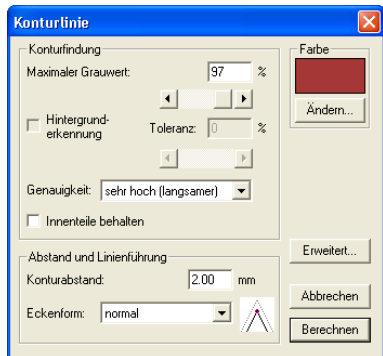 Konturlinie
Konturfindung
Maximaler Grauwert: 97 %
Hintergrund-
erkennung
Toleranz: 0 %
Genauigkeit: sehr hoch (langsamer)
Innenteile behalten
Abstand und Linienführung
Konturabstand: 2.00 mm
Eckenform: normal
Farbe
Ändern...
Erweitert...
Abbrechen
Berechnen